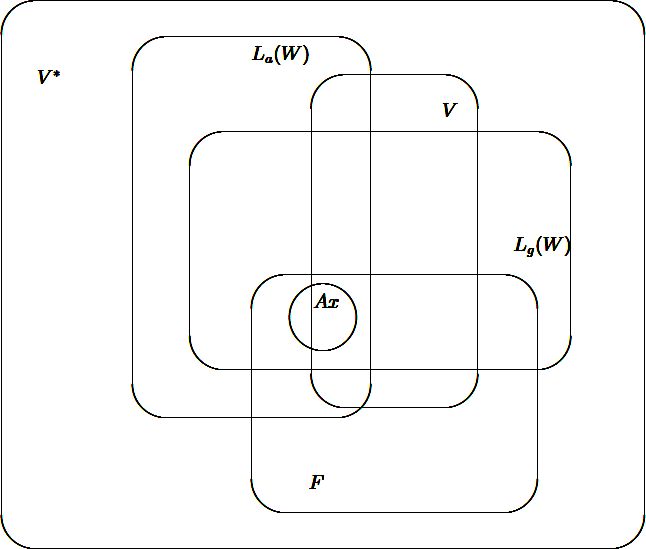 L_a(W)
V*
V
L_g(W)
Ax
F